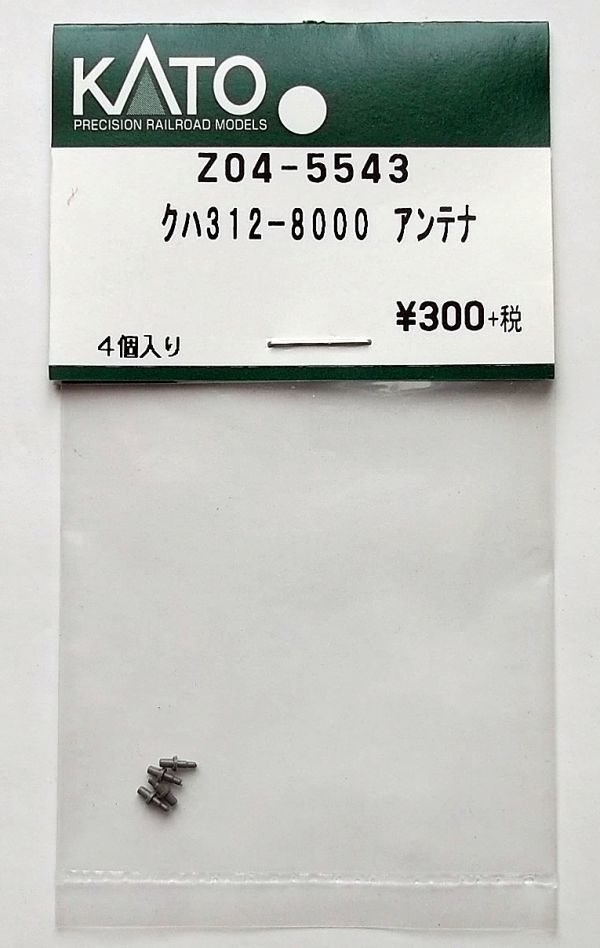 KATO
PRECISION RAILROAD MODELS
Z04-5543
クハ312-8000 アンテナ
¥300+税
4個入り